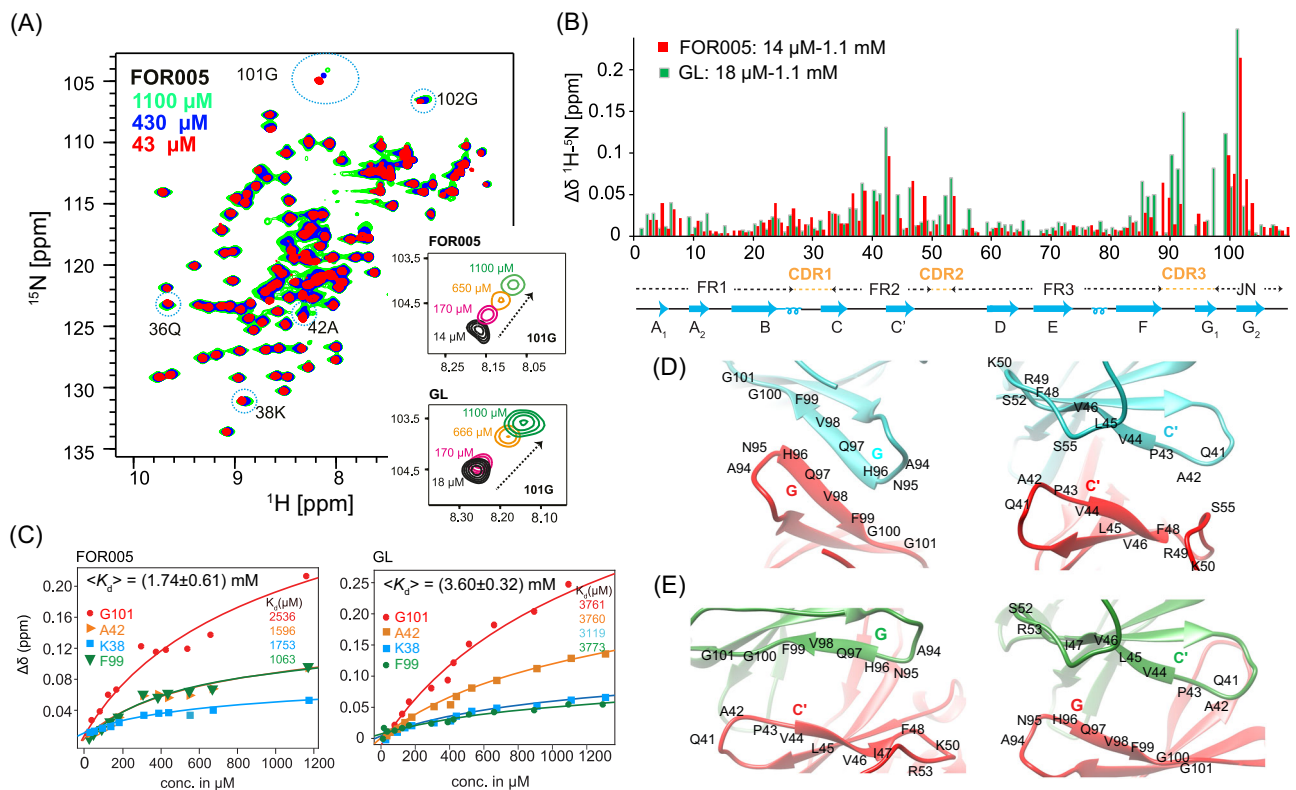 (A)
FOR005
1100 μM
430 μM
43 μM
101G
102G
36Q
42A
38K
105
110
115
120
125
130
135
10
9
8
¹⁵N [ppm]
¹H [ppm]
FOR005
103,5
104,5
1100 μM
650 μM
170 μM
14 μM
101G
8,25
8,15
8,05
GL
103,5
104,5
1100 μM
666 μM
170 μM
18 μM
101G
8.30
8.20
8.10
(B)
FOR005: 14 μM-1.1 mM
GL: 18 μM-1.1 mM
Δδ ¹H-⁵N [ppm]
0.2
0.15
0.1
0.05
0
0 10 20 30 40 50 60 70 80 90 100
CDR1 CDR2 CDR3
FR1 FR2 FR3 JN
A₁ A₂ B C C' D E F G₁ G₂
(C)
FOR005
<K_d> = (1.74±0.61) mM
G101
A42
K38
F99
K_d(μM)
2536
1596
1753
1063
Δδ (ppm)
0.20
0.16
0.12
0.08
0.04
0 200 400 600 800 1000 1200
conc. in μM
GL
<K_d> = (3.60±0.32) mM
G101
A42
K38
F99
K_d(μM)
3761
3760
3119
3773
0.25
0.20
0.15
0.10
0.05
0
0 200 400 600 800 1000 1200
conc. in μM
(D)
G101
G100
F99
V98
Q97
G
H96
A94
N95
N95
A94
H96
Q97
G
V98
F99
G100
G101
K50
R49
S52
F48
V46
L45
S55
V44
C'
P43
Q41
A42
A42
P43
C'
Q41
V44
L45
V46
F48
S55
R49
K50
(E)
G101
G100
F99
V98
G
Q97
A94
H96
N95
A42
C'
Q41
P43
V44
L45
V46
F48
I47
K50
R53
S52
R53
I47
V46
L45
C'
V44
P43
Q41
A42
G
N95
H96
A94
Q97
V98
F99
G100
G101